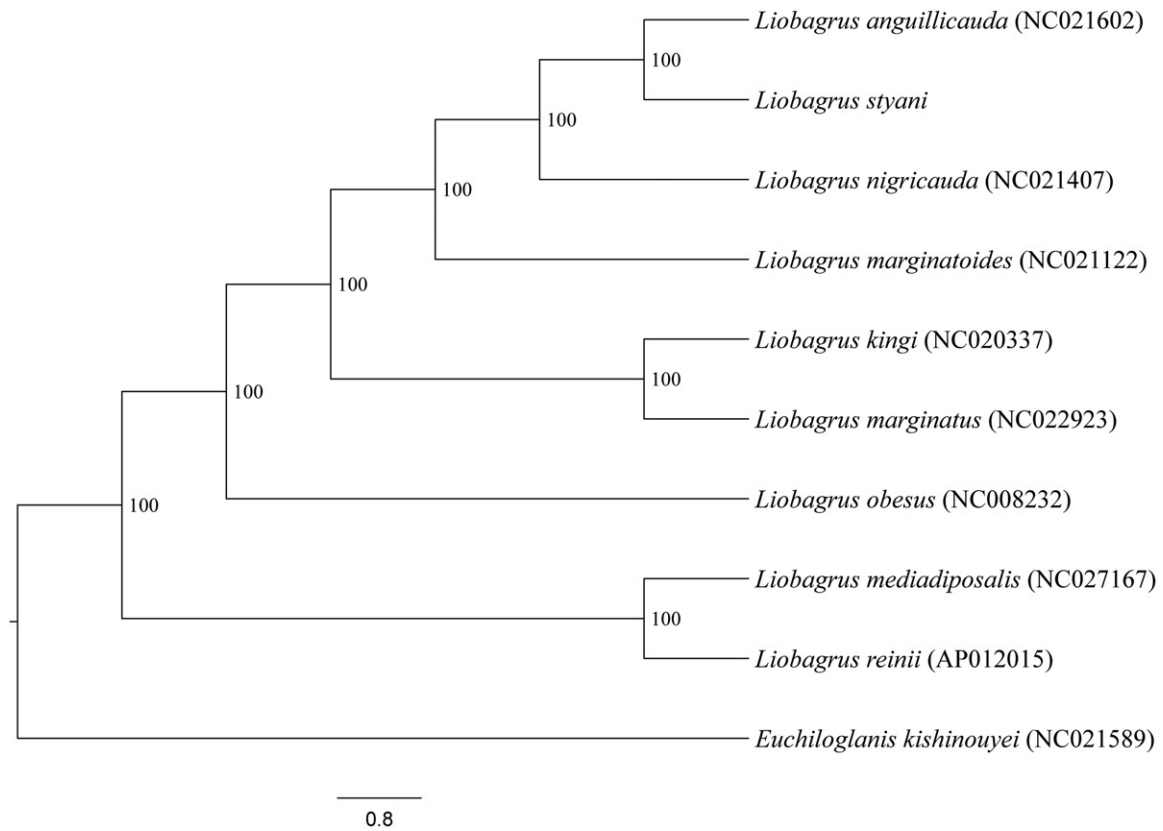 Liobagrus anguillicauda (NC021602)
100
Liobagrus styani
100
Liobagrus nigricauda (NC021407)
100
Liobagrus marginatoides (NC021122)
100
Liobagrus kingi (NC020337)
100
Liobagrus marginatus (NC022923)
100
Liobagrus obesus (NC008232)
100
Liobagrus mediadiposalis (NC027167)
100
Liobagrus reinii (AP012015)
Euchiloglanis kishinouyei (NC021589)
0.8